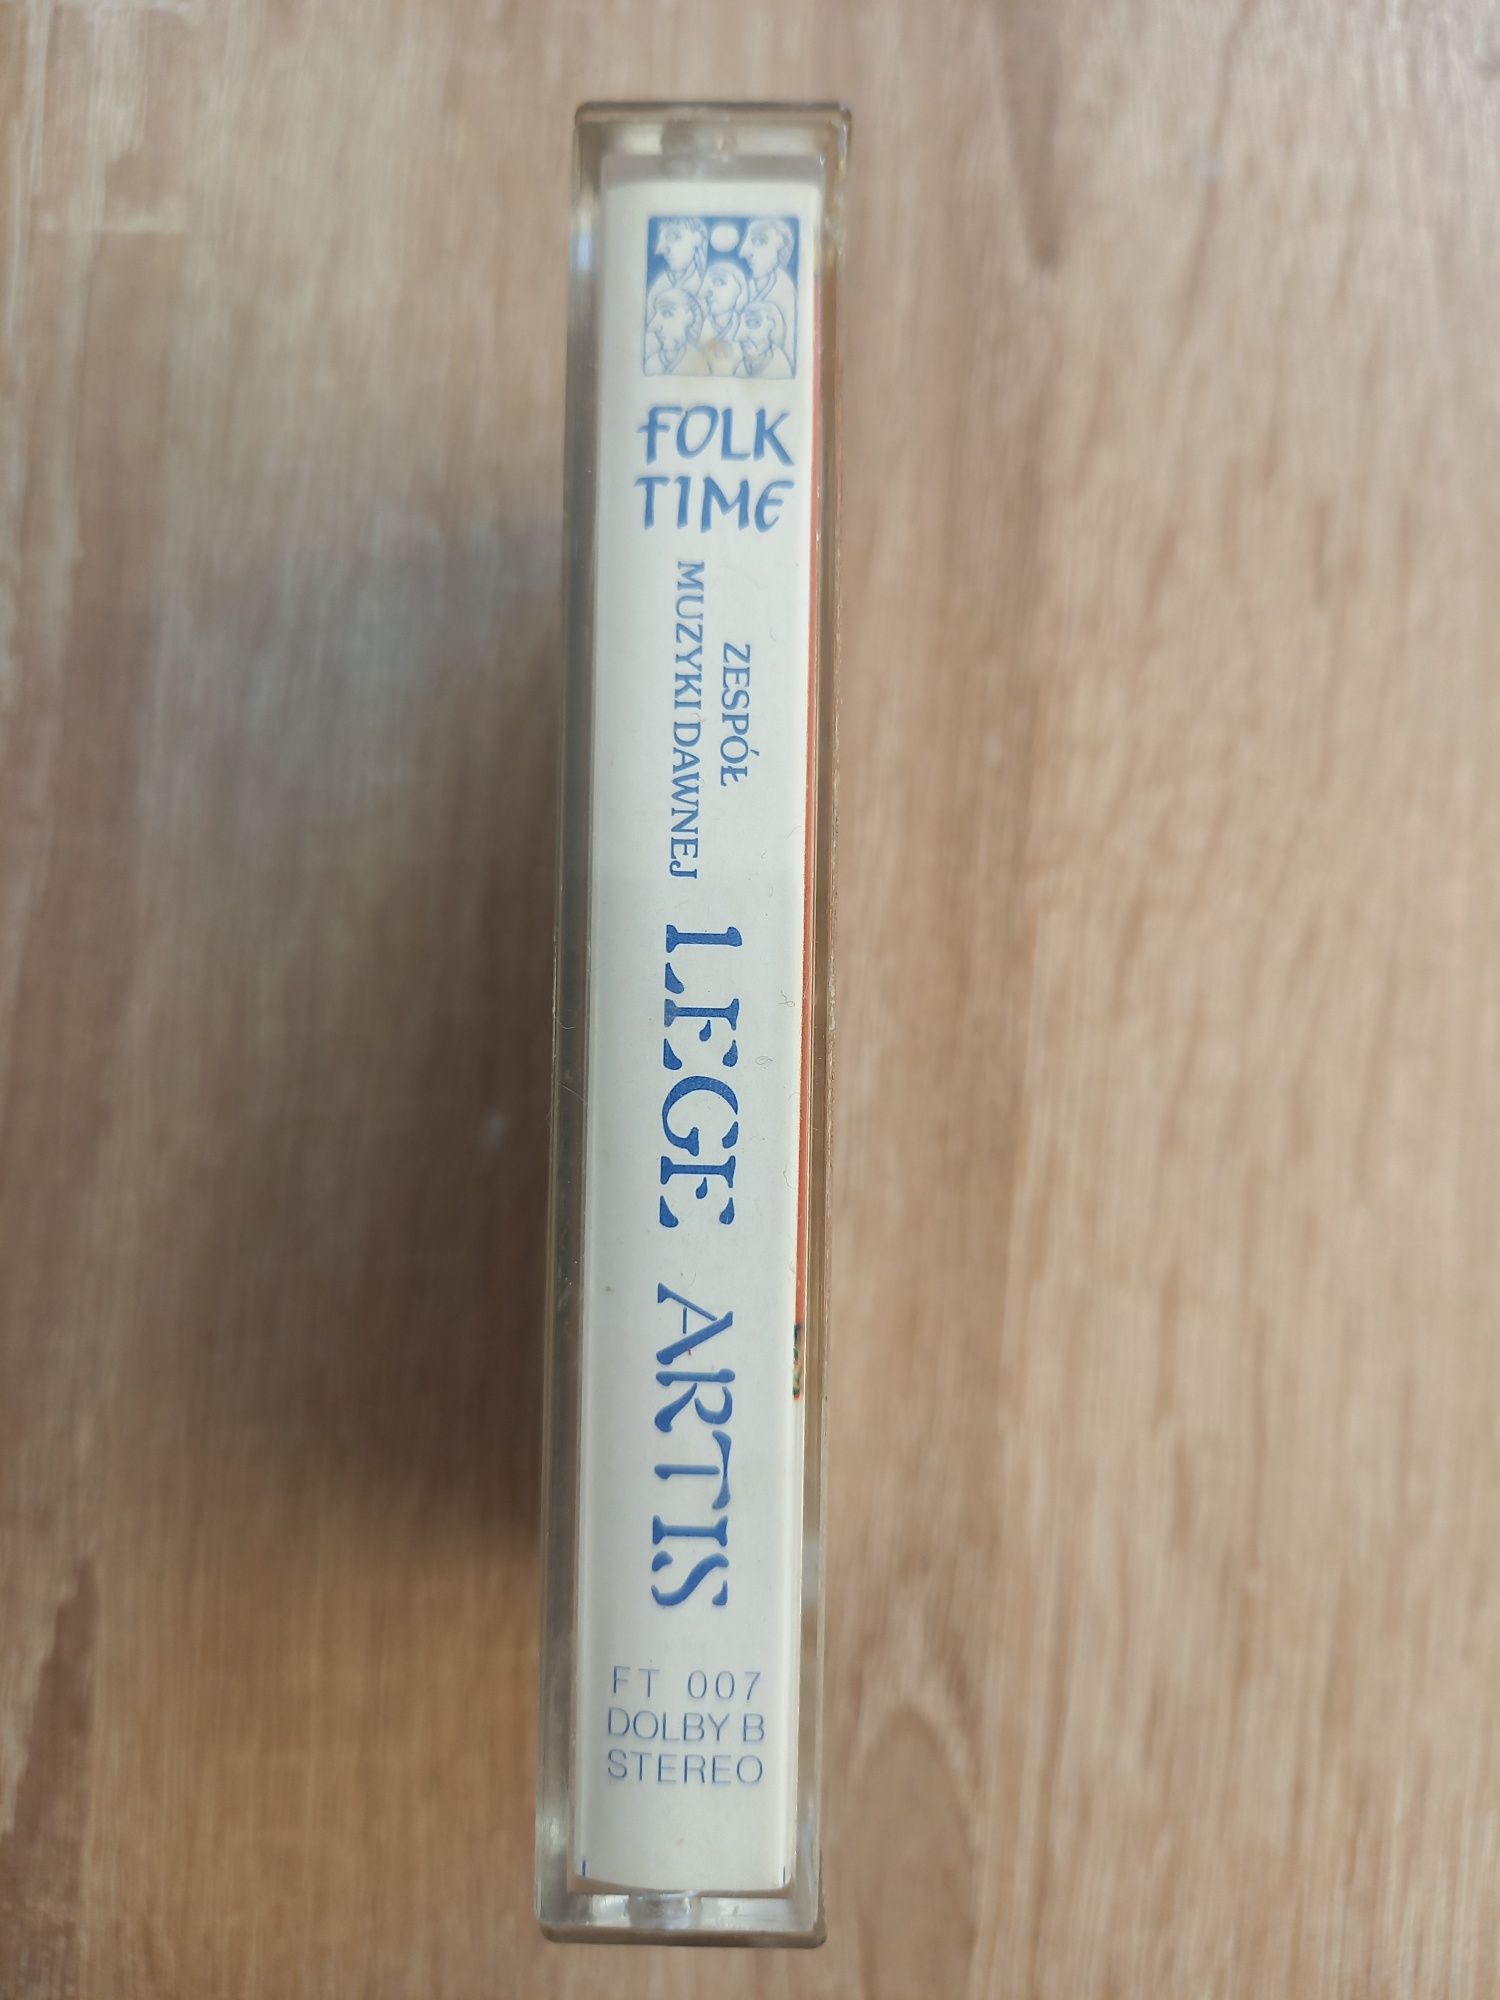 FOLK
TIME
ZESPÓŁ
MUZYKI DAWNEJ
LEGE ARTIS
FT 007
DOLBY B
STEREO